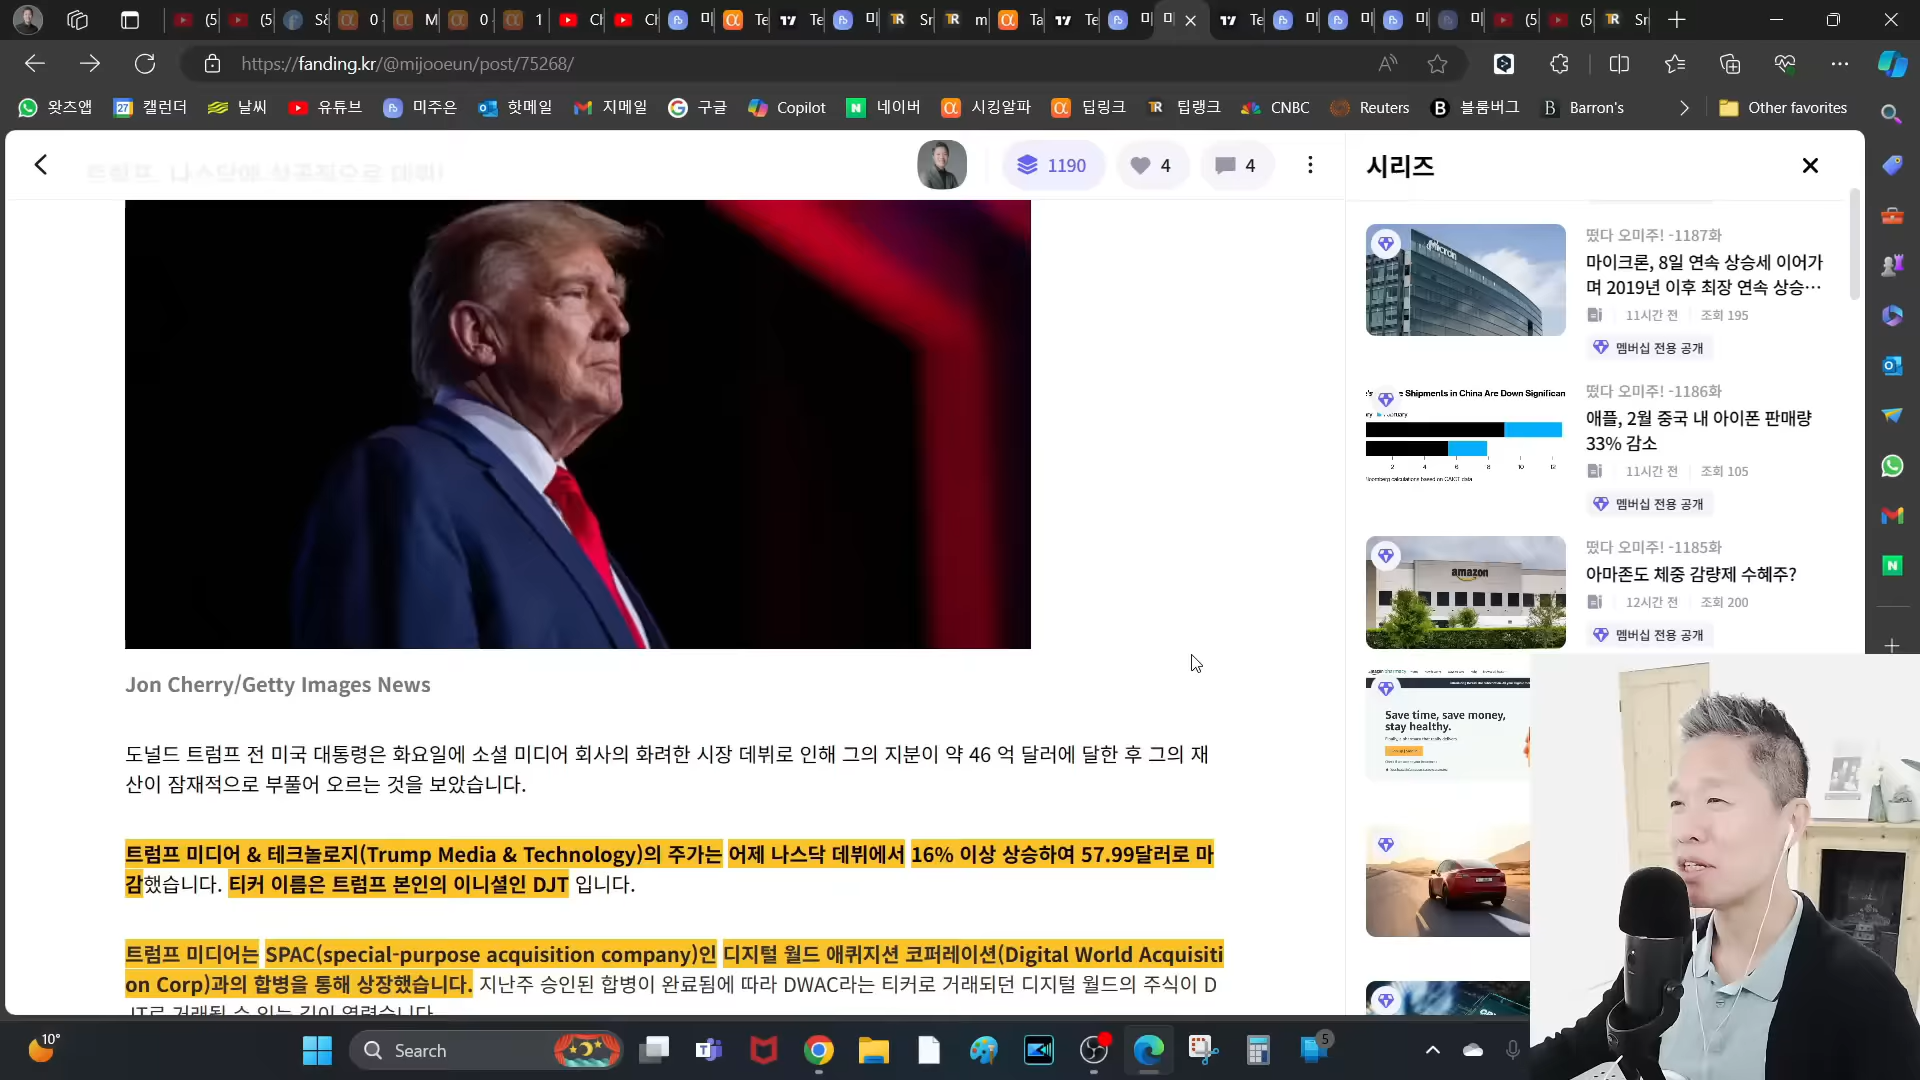 https://fanding.kr/@mijooeun/post/75268/
왓츠앱
캘린더
날씨
유튜브
미주은
핫메일
지메일
구글
Copilot
네이버
시킹알파
딥링크
팁랭크
CNBC
Reuters
블룸버그
Barron's
Other favorites
1190
4
4
시리즈
Jon Cherry/Getty Images News
도널드 트럼프 전 미국 대통령은 화요일에 소셜 미디어 회사의 화려한 시장 데뷔로 인해 그의 지분이 약 46 억 달러에 달한 후 그의 재
산이 잠재적으로 부풀어 오르는 것을 보았습니다.
트럼프 미디어 & 테크놀로지(Trump Media & Technology)의 주가는 어제 나스닥 데뷔에서 16% 이상 상승하여 57.99달러로 마
감했습니다. 티커 이름은 트럼프 본인의 이니셜인 DJT 입니다.
트럼프 미디어는 SPAC(special-purpose acquisition company)인 디지털 월드 애퀴지션 코퍼레이션(Digital World Acquisiti
on Corp)과의 합병을 통해 상장했습니다. 지난주 승인된 합병이 완료됨에 따라 DWAC라는 티커로 거래되던 디지털 월드의 주식이 D
떴다 오미주! -1187화
마이크론, 8일 연속 상승세 이어가
며 2019년 이후 최장 연속 상승…
11시간 전 조회 195
멤버십 전용 공개
떴다 오미주! -1186화
애플, 2월 중국 내 아이폰 판매량
33% 감소
11시간 전 조회 105
멤버십 전용 공개
Shipments in China Are Down Significan
2 4 6 8 10 12
떴다 오미주! -1185화
아마존도 체중 감량제 수혜주?
12시간 전 조회 200
멤버십 전용 공개
amazon
Save time, save money,
stay healthy.
10°
Search
5